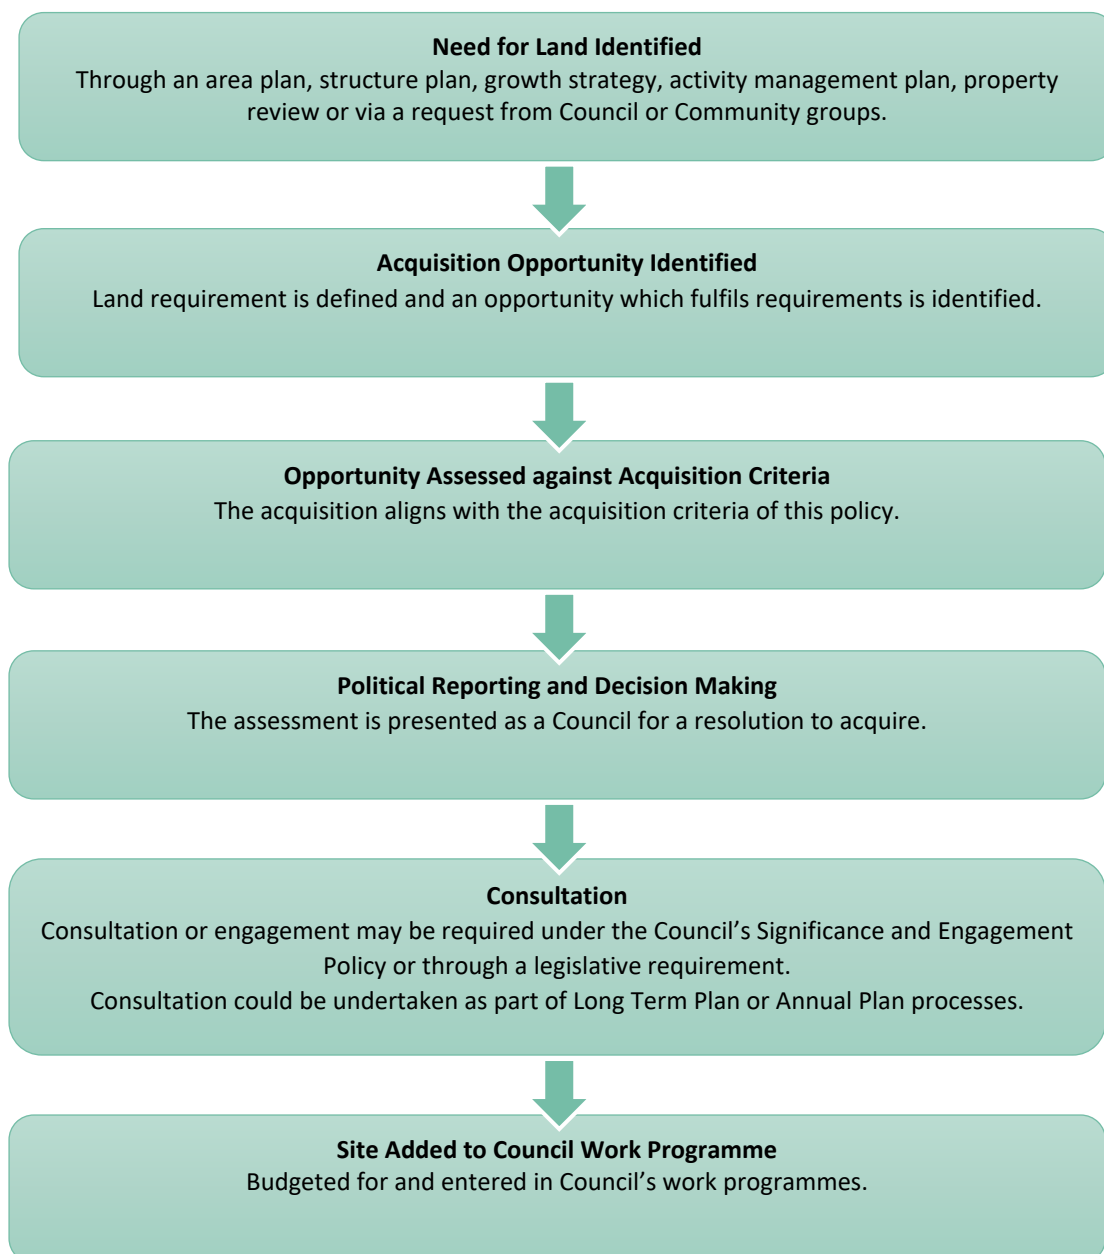 Need for Land Identified
Through an area plan, structure plan, growth strategy, activity management plan, property
review or via a request from Council or Community groups.
Acquisition Opportunity Identified
Land requirement is defined and an opportunity which fulfils requirements is identified.
Opportunity Assessed against Acquisition Criteria
The acquisition aligns with the acquisition criteria of this policy.
Political Reporting and Decision Making
The assessment is presented as a Council for a resolution to acquire.
Consultation
Consultation or engagement may be required under the Council’s Significance and Engagement
Policy or through a legislative requirement.
Consultation could be undertaken as part of Long Term Plan or Annual Plan processes.
Site Added to Council Work Programme
Budgeted for and entered in Council’s work programmes.